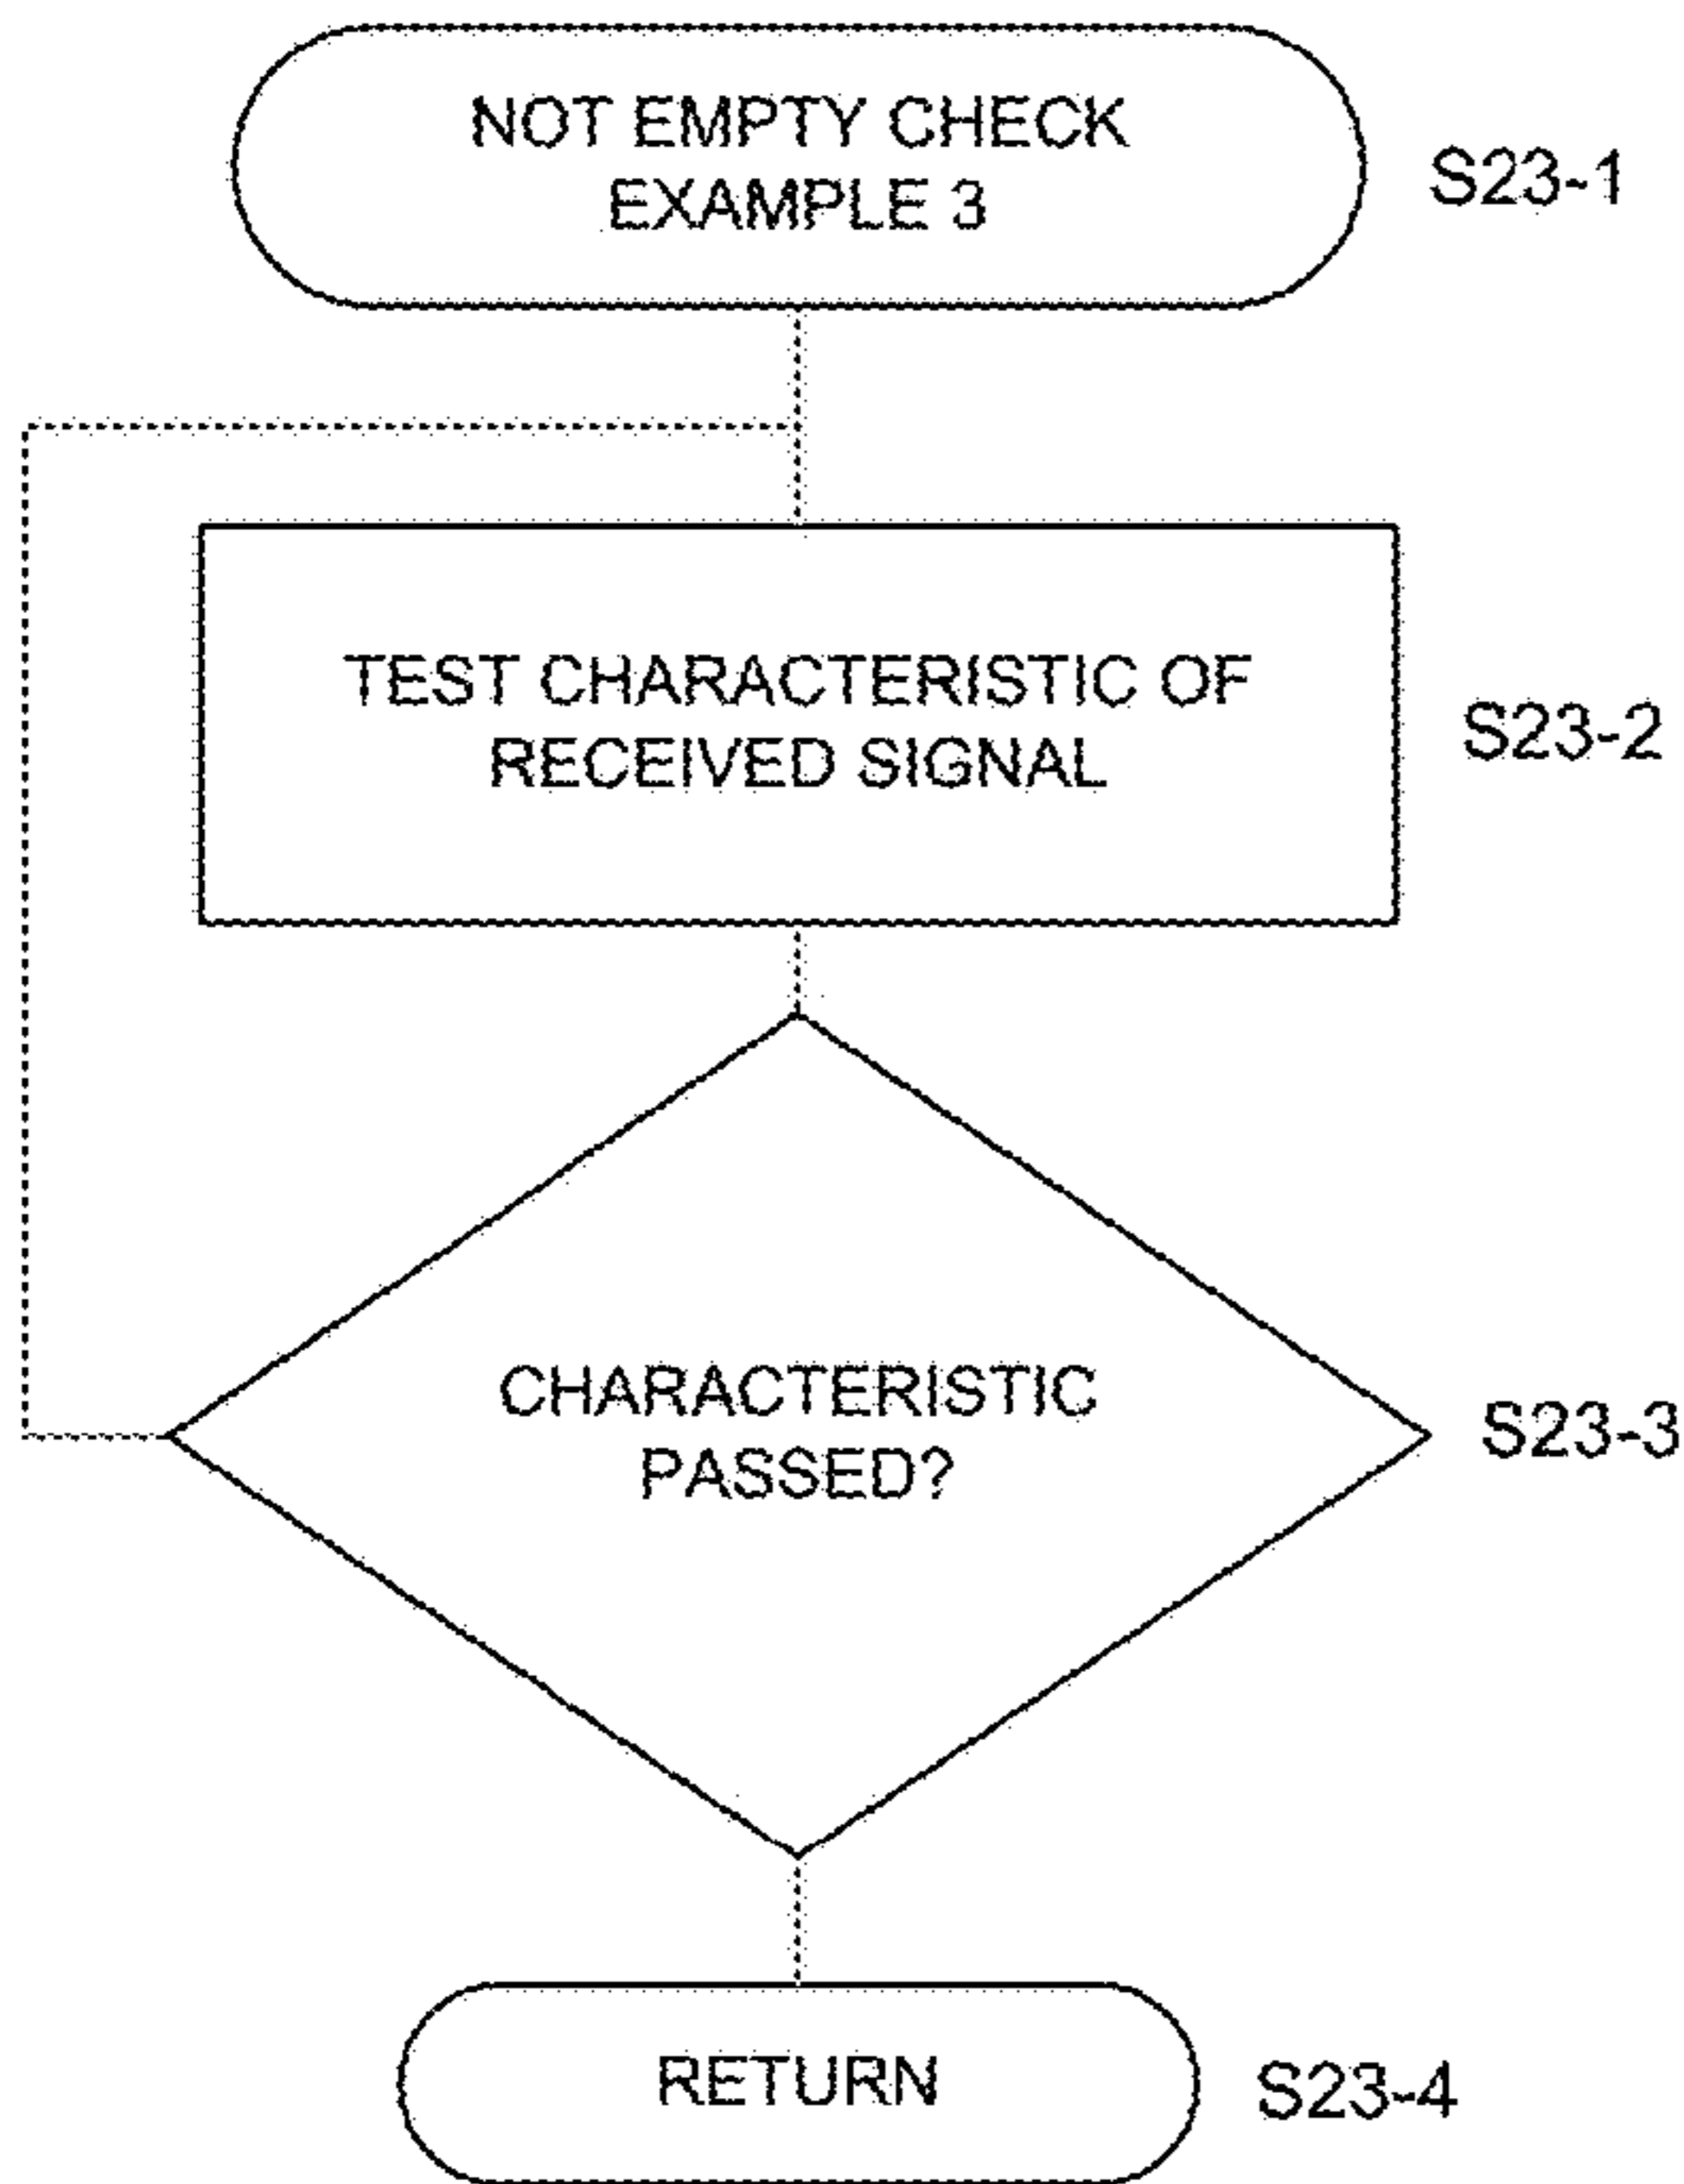 NOT EMPTY CHECK
EXAMPLE 3
S23-1
TEST CHARACTERISTIC OF
RECEIVED SIGNAL
S23-2
CHARACTERISTIC
PASSED?
S23-3
RETURN
S23-4